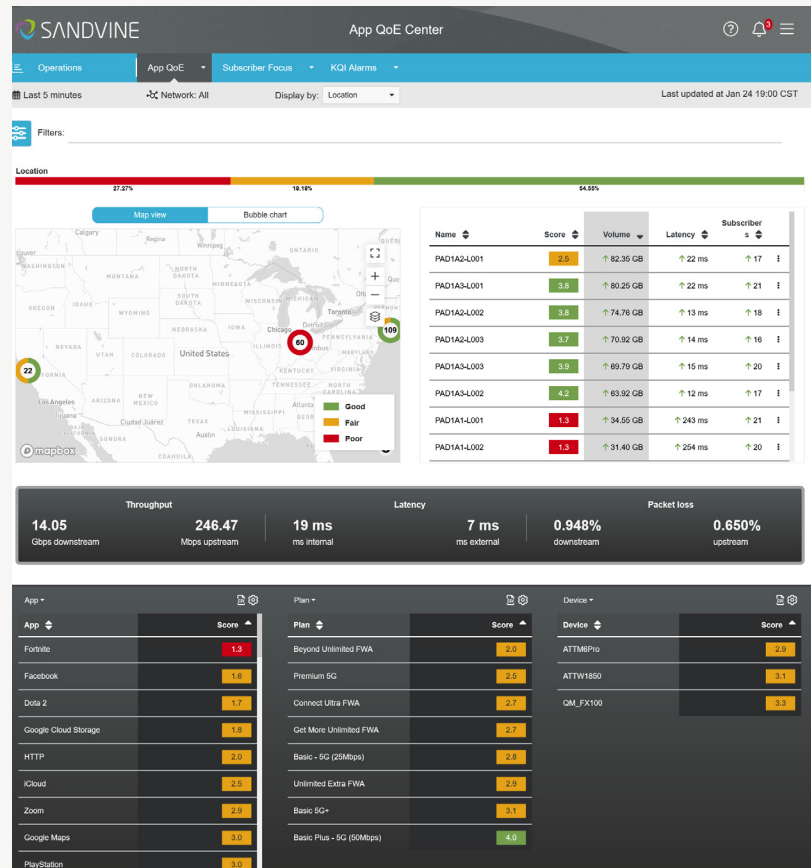 SANDVINE
App QoE Center
3
Operations
App QoE
Subscriber Focus
KQI Alarms
Last 5 minutes
Network: All
Display by: Location
Last updated at Jan 24 19:00 CST
Filters:
Location
27.27% 18.18% 54.55%
Map view Bubble chart
Calgary
Regina
Winnipeg
ONTARIO
WASHINGTON
MONTANA
NORTH DAKOTA
MINNESOTA
SOUTH DAKOTA
WISCONSIN
MICHIGAN
Toronto
OREGON
IDAHO
WYOMING
NEBRASKA
IOWA
Chicago
Detroit
109
NEVADA
UTAH
COLORADO
United States
ILLINOIS
60
PENNSYLVANIA
MARYLAND
22
KENTUCKY
VIRGINIA
OKLAHOMA
TENNESSEE
NORTH CAROLINA
Los Angeles
ARIZONA
NEW MEXICO
Atlanta
MISSISSIPPI
Tijuana
Ciudad Juárez
TEXAS
LOUISIANA
Austin
SONORA
COAHUILA
Good
Fair
Poor
mapbox
Name Score Volume Latency Subscribers
PAD1A2-L001 2.5 82.35 GB 22 ms 17
PAD1A3-L001 3.8 80.25 GB 22 ms 21
PAD1A2-L002 3.8 74.76 GB 13 ms 18
PAD1A2-L003 3.7 70.92 GB 14 ms 16
PAD1A3-L003 3.9 69.79 GB 15 ms 20
PAD1A3-L002 4.2 63.92 GB 12 ms 17
PAD1A1-L001 1.3 34.55 GB 243 ms 21
PAD1A1-L002 1.3 31.40 GB 254 ms 20
Throughput
14.05 246.47
Gbps downstream Mbps upstream
Latency
19 ms 7 ms
ms internal ms external
Packet loss
0.948% 0.650%
downstream upstream
App
App Score
Fortnite 1.3
Facebook 1.6
Dota 2 1.7
Google Cloud Storage 1.8
HTTP 2.0
iCloud 2.5
Zoom 2.9
Google Maps 3.0
PlayStation 3.0
Plan
Plan Score
Beyond Unlimited FWA 2.0
Premium 5G 2.5
Connect Ultra FWA 2.7
Get More Unlimited FWA 2.7
Basic - 5G (25Mbps) 2.8
Unlimited Extra FWA 2.9
Basic 5G+ 3.1
Basic Plus - 5G (50Mbps) 4.0
Device
Device Score
ATTM6Pro 2.9
ATTW1850 3.1
QM_FX100 3.3